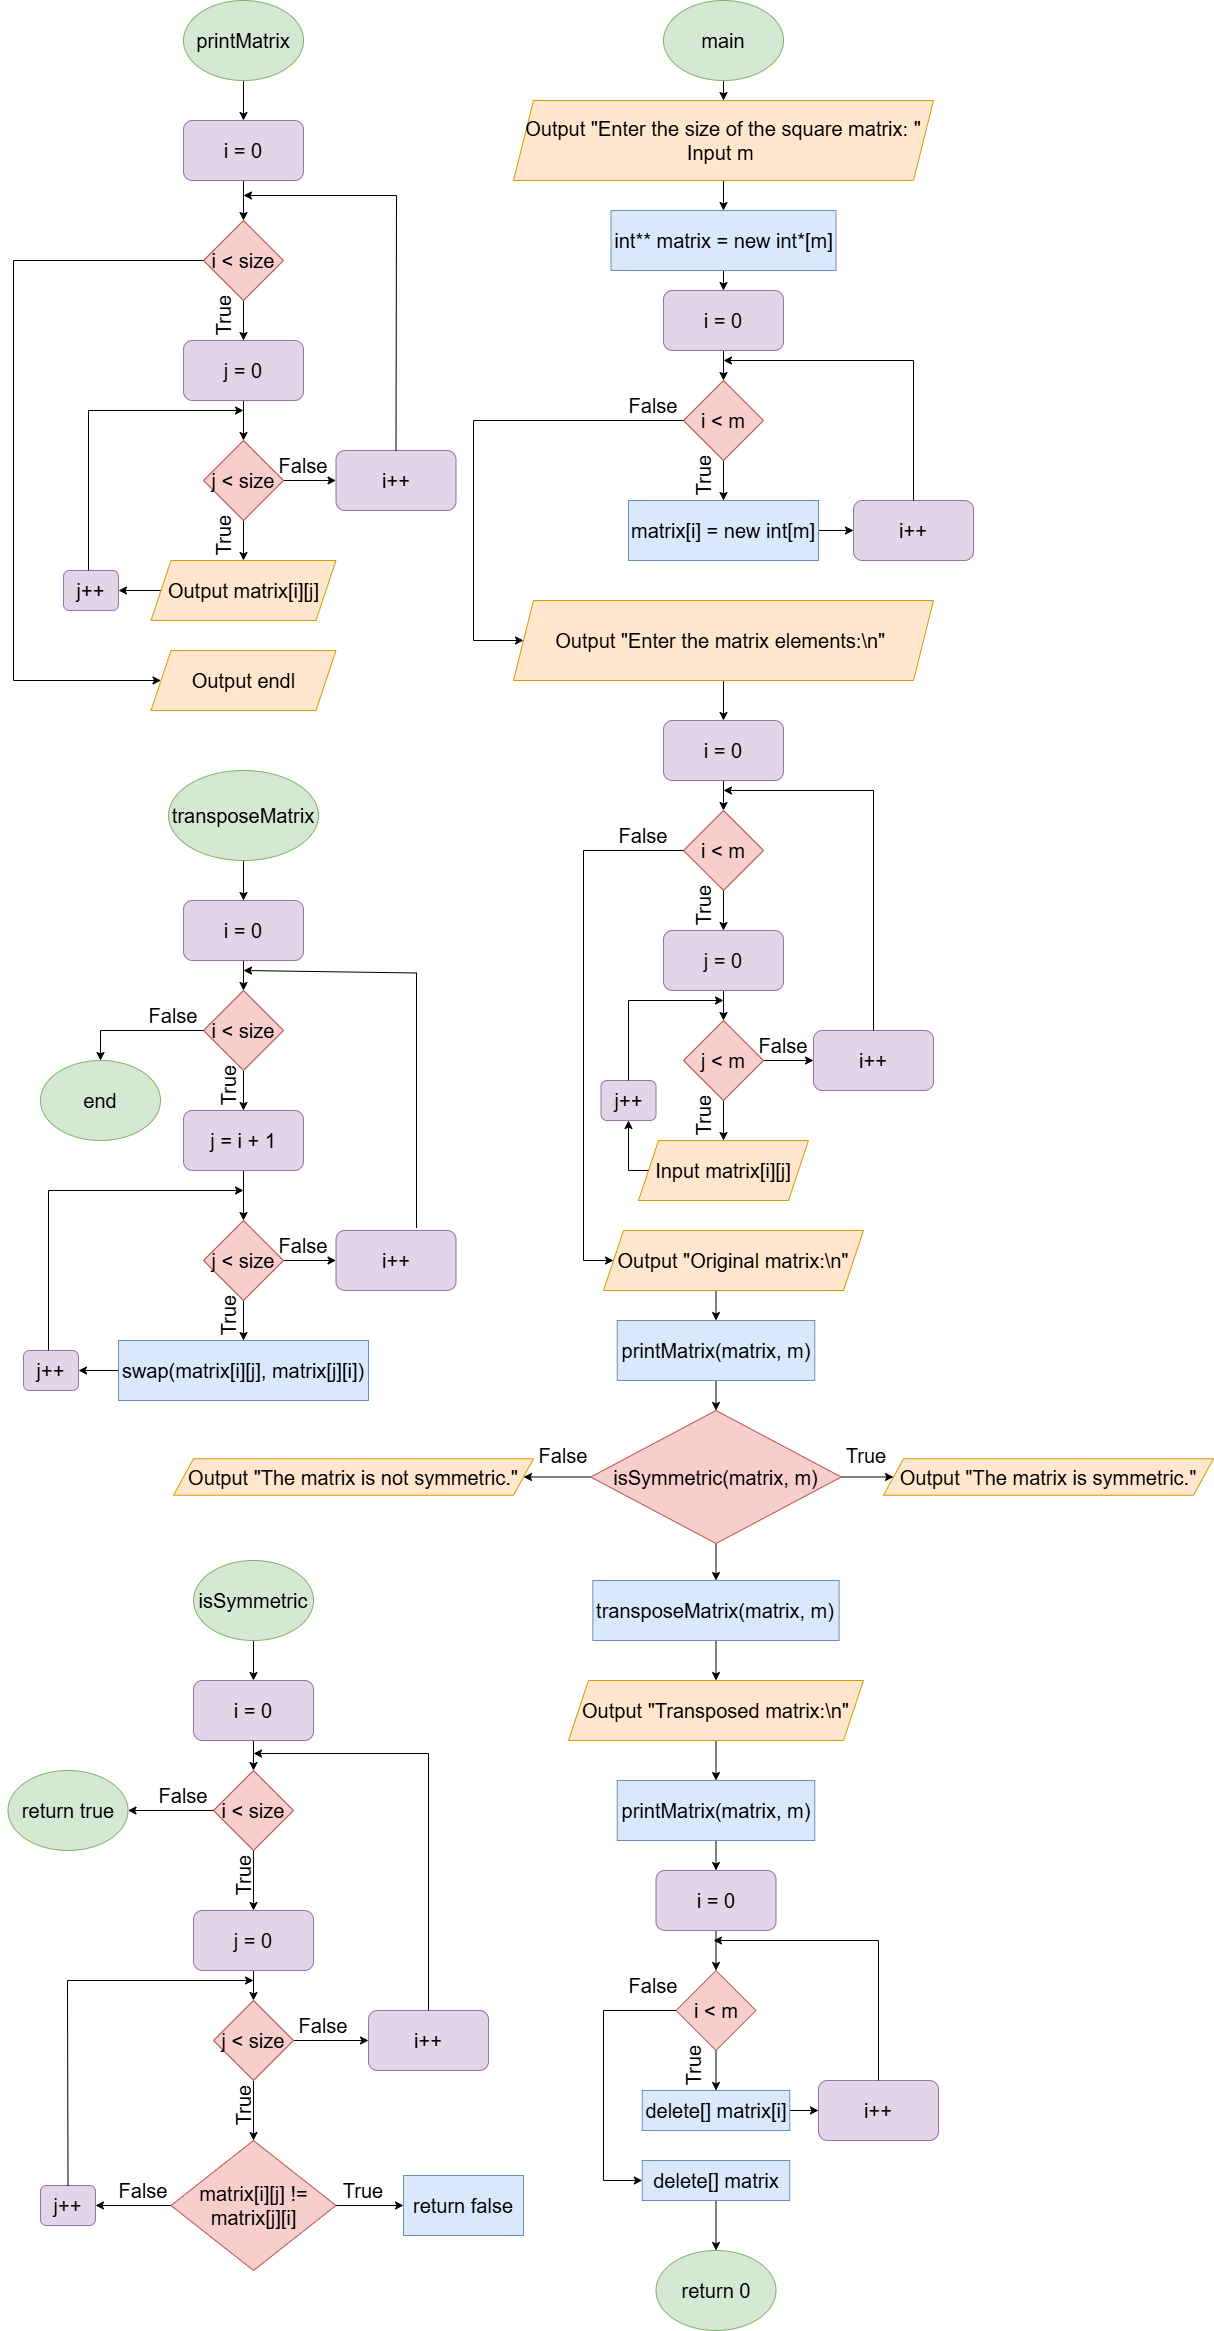 printMatrix
i = 0
i < size
True
j = 0
j < size
False
i++
True
Output matrix[i][j]
j++
Output endl
transposeMatrix
i = 0
i < size
False
end
True
j = i + 1
j < size
False
i++
True
swap(matrix[i][j], matrix[j][i])
j++
isSymmetric
i = 0
i < size
False
return true
True
j = 0
j < size
False
i++
True
matrix[i][j] !=
matrix[j][i]
False
j++
True
return false
main
Output "Enter the size of the square matrix: "
Input m
int** matrix = new int*[m]
i = 0
i < m
False
True
matrix[i] = new int[m]
i++
Output "Enter the matrix elements:\n"
i = 0
i < m
False
True
j = 0
j < m
False
i++
j++
True
Input matrix[i][j]
Output "Original matrix:\n"
printMatrix(matrix, m)
isSymmetric(matrix, m)
False
Output "The matrix is not symmetric."
True
Output "The matrix is symmetric."
transposeMatrix(matrix, m)
Output "Transposed matrix:\n"
printMatrix(matrix, m)
i = 0
i < m
False
True
delete[] matrix[i]
i++
delete[] matrix
return 0